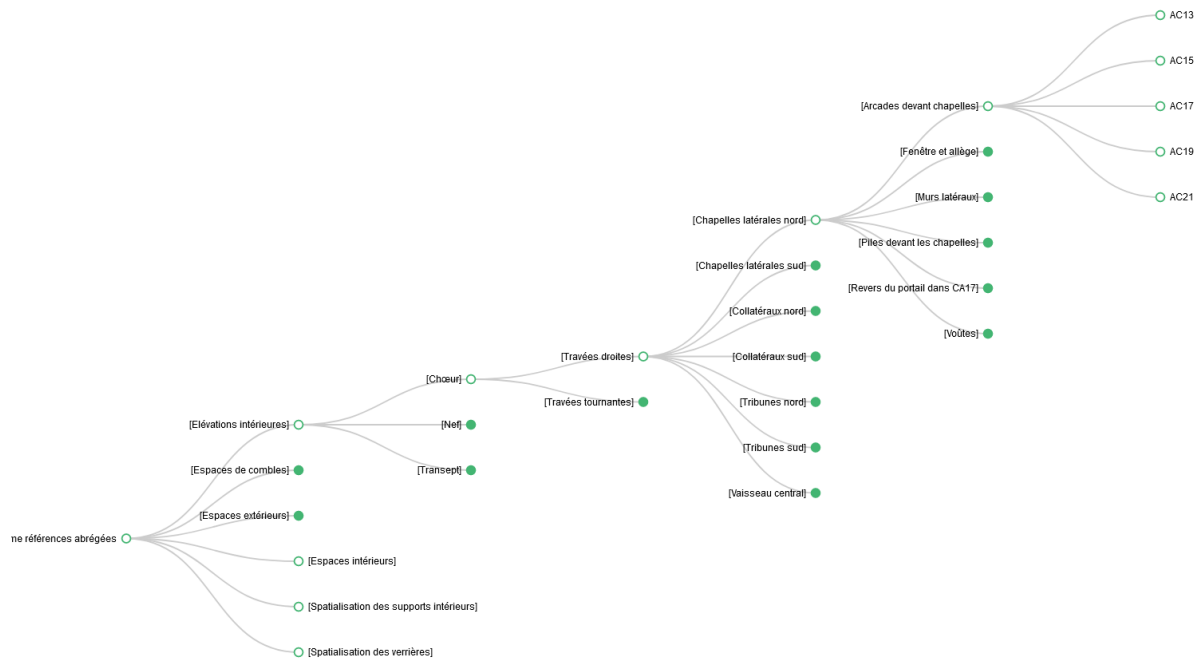 AC13
AC15
[Arcades devant chapelles]
AC17
[Fenêtre et allège]
AC19
[Murs latéraux]
AC21
[Chapelles latérales nord]
[Piles devant les chapelles]
[Chapelles latérales sud]
[Revers du portail dans CA17]
[Collatéraux nord]
[Voûtes]
[Travées droites]
[Collatéraux sud]
[Chœur]
[Travées tournantes]
[Tribunes nord]
[Elévations intérieures]
[Nef]
[Tribunes sud]
[Espaces de combles]
[Transept]
[Vaisseau central]
[Espaces extérieurs]
références abrégées
[Espaces intérieurs]
[Spatialisation des supports intérieurs]
[Spatialisation des verrières]